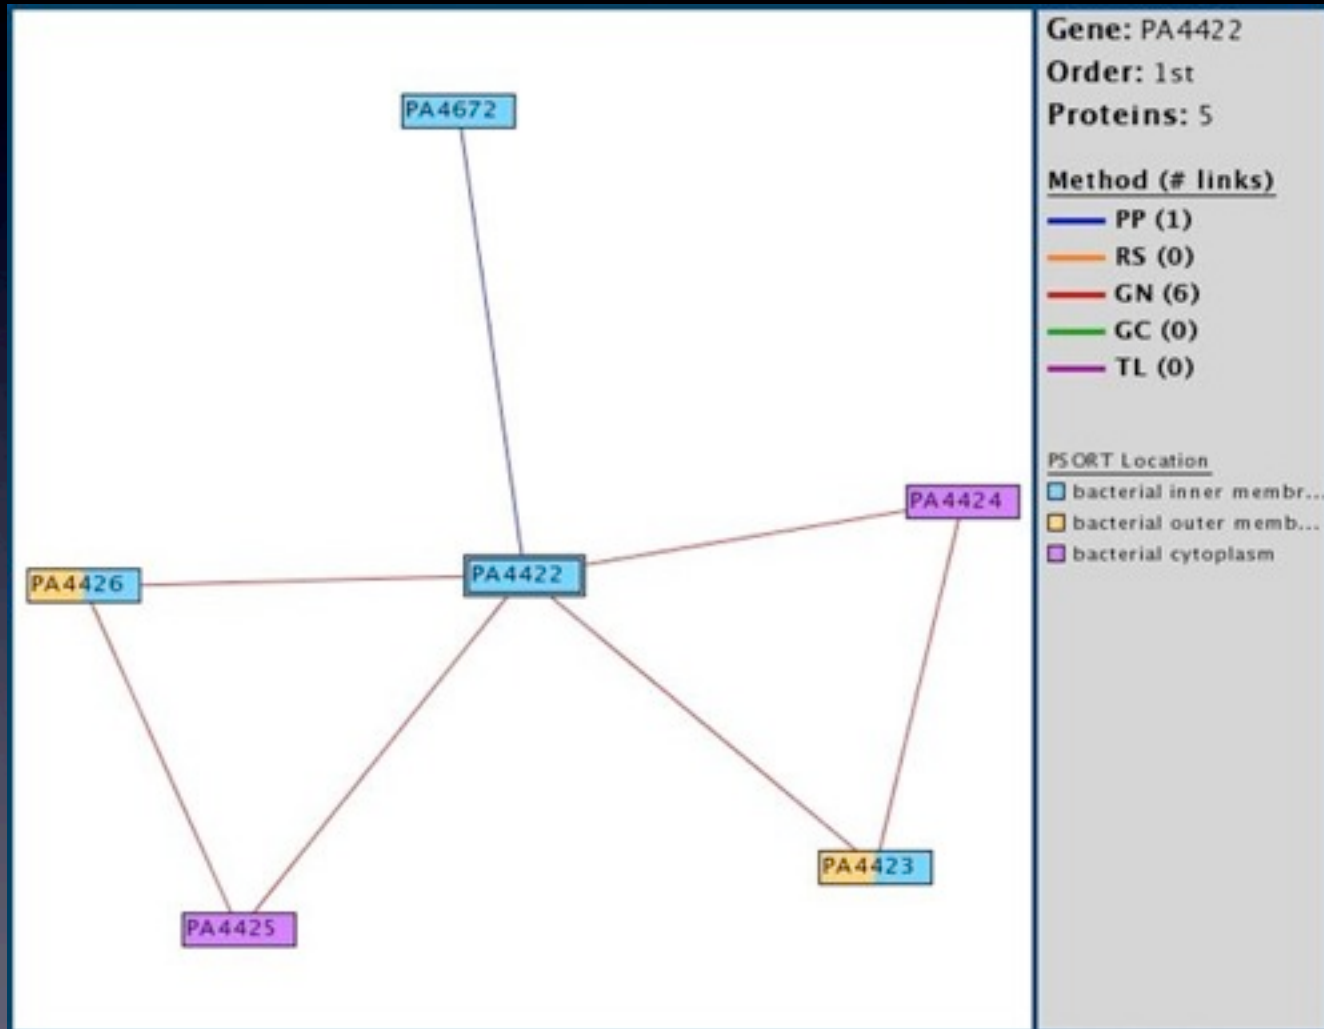 PA4672
PA4424
PA4422
PA4426
PA4423
PA4425
Gene: PA4422
Order: 1st
Proteins: 5
Method (# links)
PP (1)
RS (0)
GN (6)
GC (0)
TL (0)
PSORT Location
bacterial inner membr...
bacterial outer memb...
bacterial cytoplasm